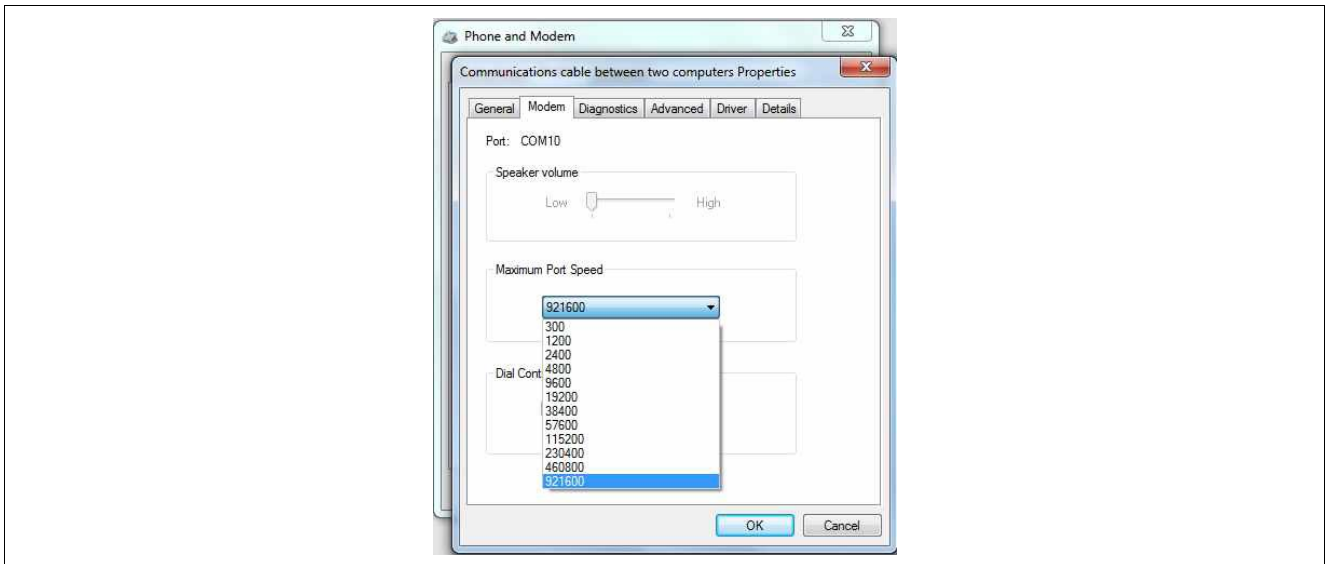 Phone and Modem
Communications cable between two computers Properties
General Modem Diagnostics Advanced Driver Details
Port: COM10
Speaker volume
Low High
Maximum Port Speed
921600
300
1200
2400
4800
Dial Cont
9600
19200
38400
57600
115200
230400
460800
921600
OK Cancel